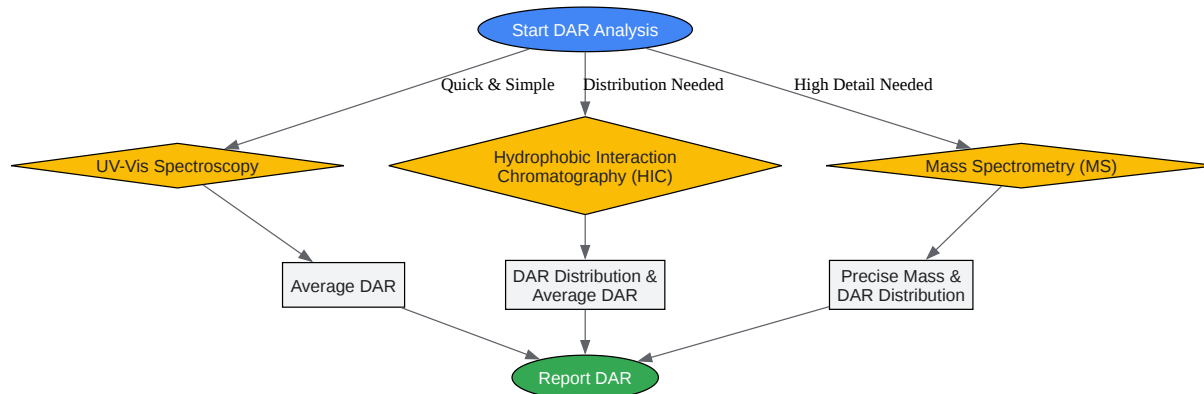 Start DAR Analysis
Quick & Simple
Distribution Needed
High Detail Needed
UV-Vis Spectroscopy
Hydrophobic Interaction
Chromatography (HIC)
Mass Spectrometry (MS)
Average DAR
DAR Distribution &
Average DAR
Precise Mass &
DAR Distribution
Report DAR